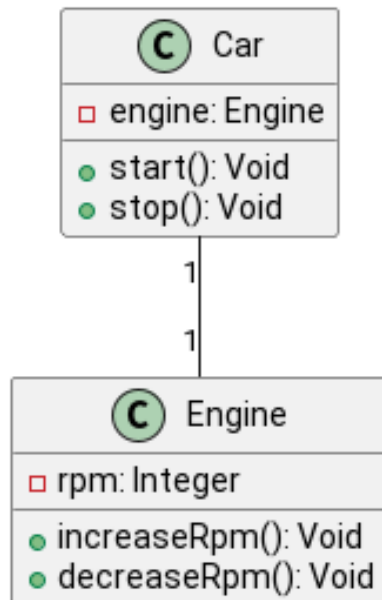 C Car
engine: Engine
start(): Void
stop(): Void
1
1
C Engine
rpm: Integer
increaseRpm(): Void
decreaseRpm(): Void